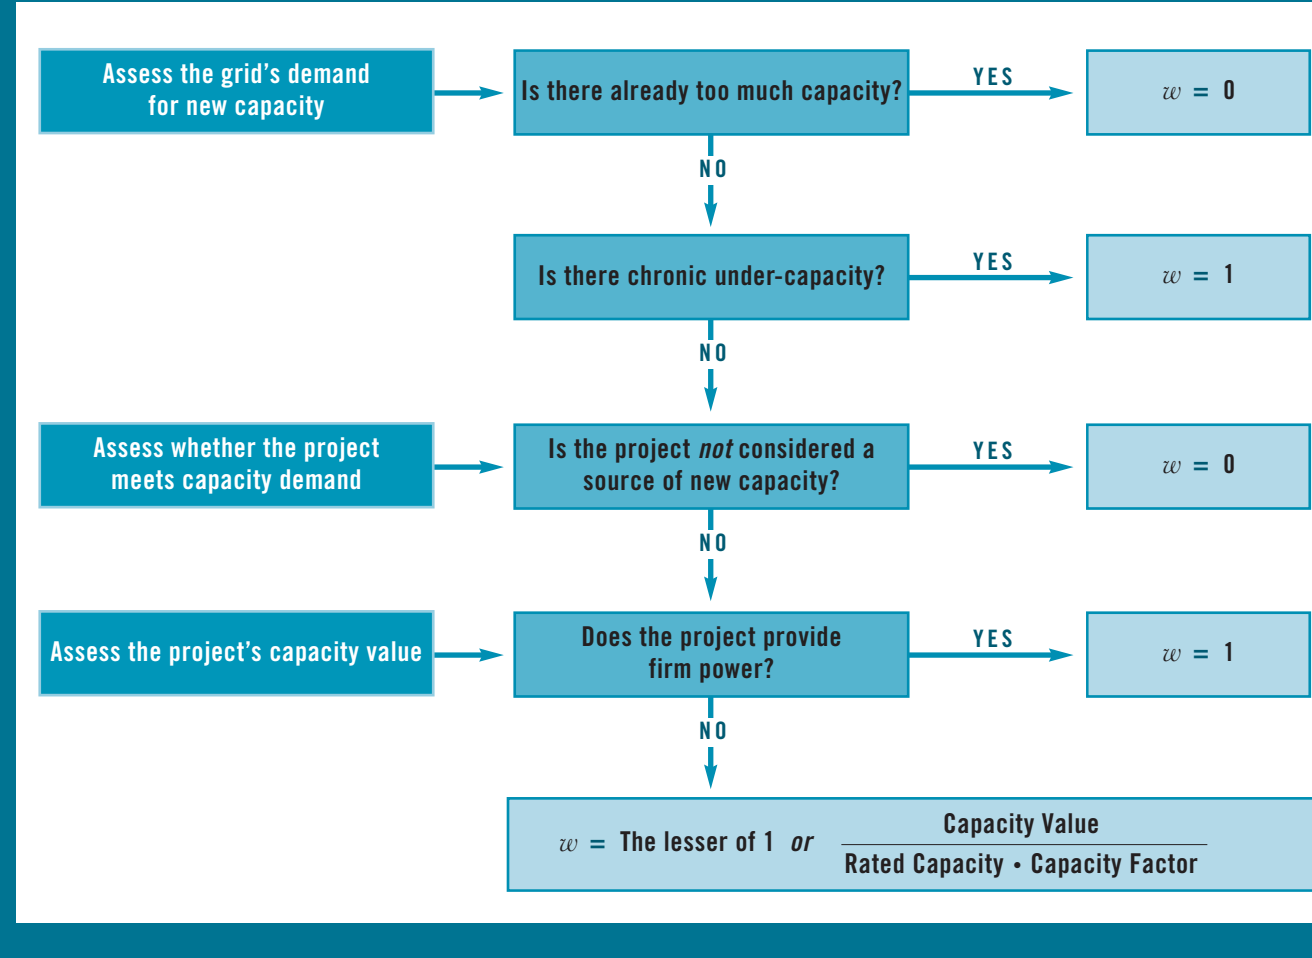 Assess the grid's demand
for new capacity
Is there already too much capacity?
YES
w = 0
NO
Is there chronic under-capacity?
YES
w = 1
NO
Assess whether the project
meets capacity demand
Is the project not considered a
source of new capacity?
YES
w = 0
NO
Assess the project's capacity value
Does the project provide
firm power?
YES
w = 1
NO
w = The lesser of 1 or
Capacity Value
Rated Capacity • Capacity Factor